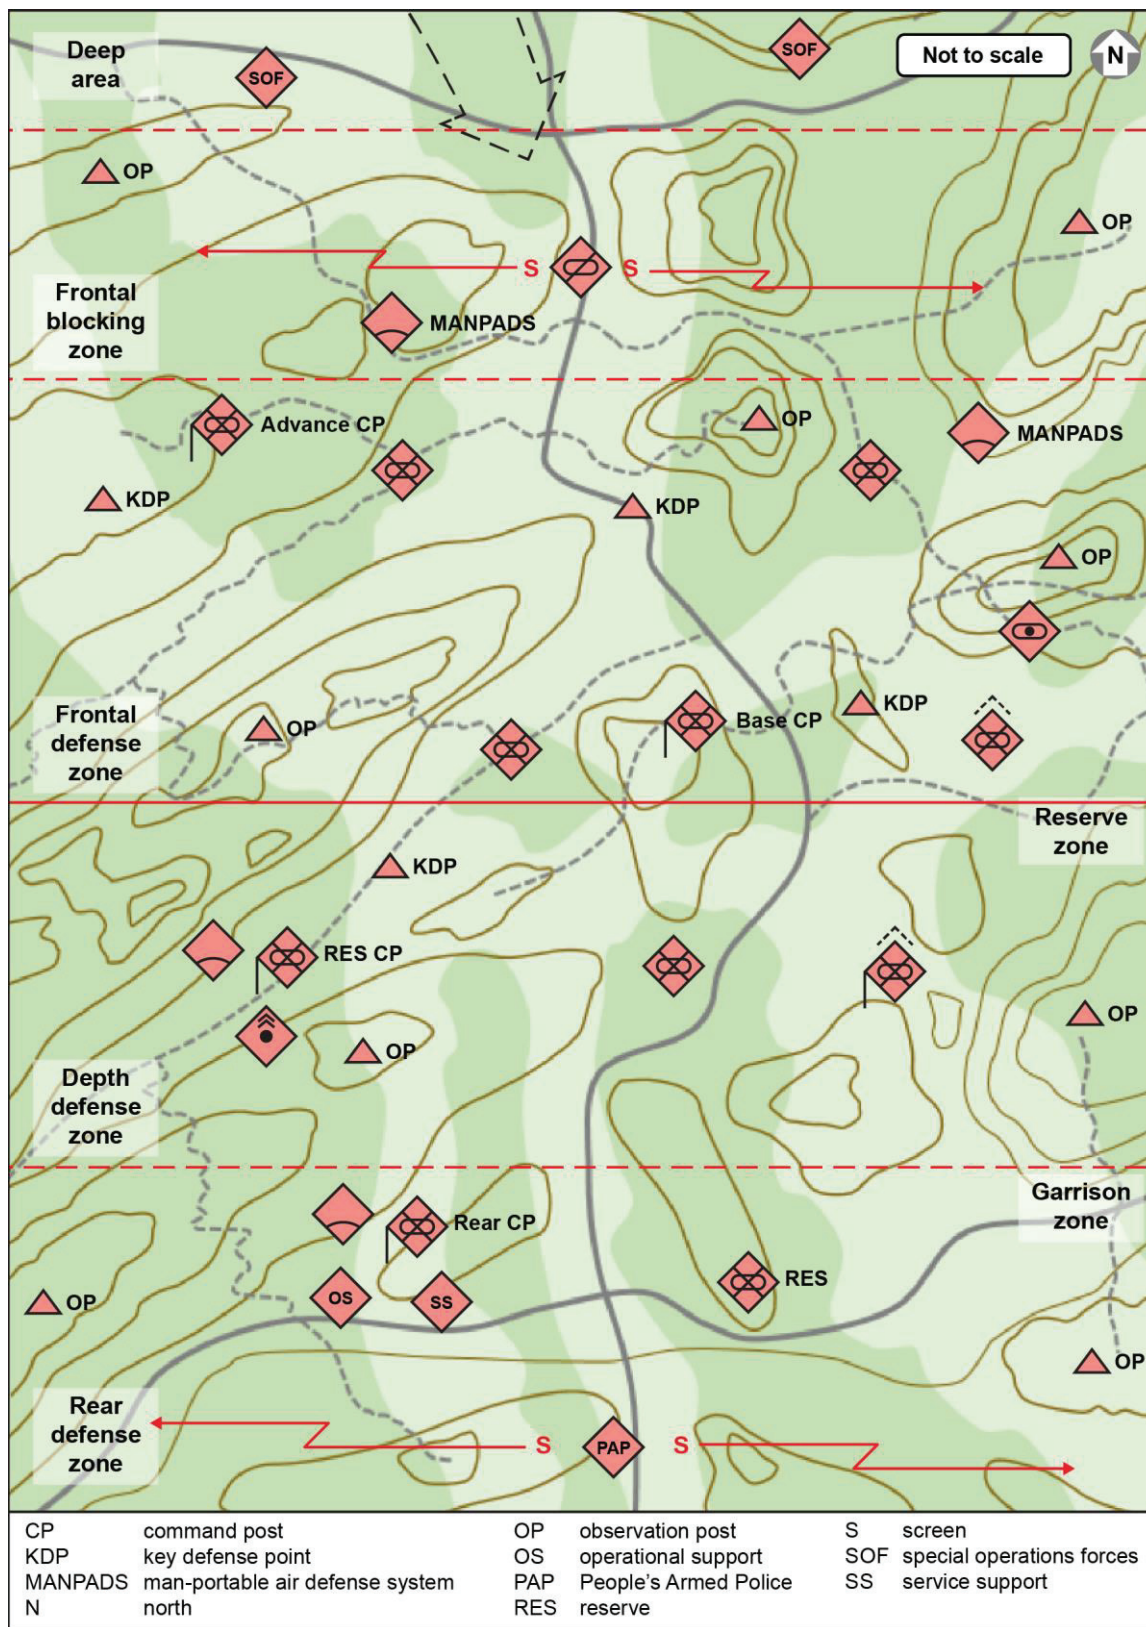 Deep
area
SOF
SOF
Not to scale
N
OP
OP
S
S
Frontal
blocking
zone
MANPADS
Advance CP
OP
MANPADS
KDP
KDP
OP
Frontal
defense
zone
OP
Base CP
KDP
Reserve
zone
KDP
RES CP
OP
OP
Depth
defense
zone
Garrison
zone
Rear CP
OP
OS
SS
RES
OP
Rear
defense
zone
S
PAP
S
CP command post
KDP key defense point
MANPADS man-portable air defense system
N north
OP observation post
OS operational support
PAP People's Armed Police
RES reserve
S screen
SOF special operations forces
SS service support